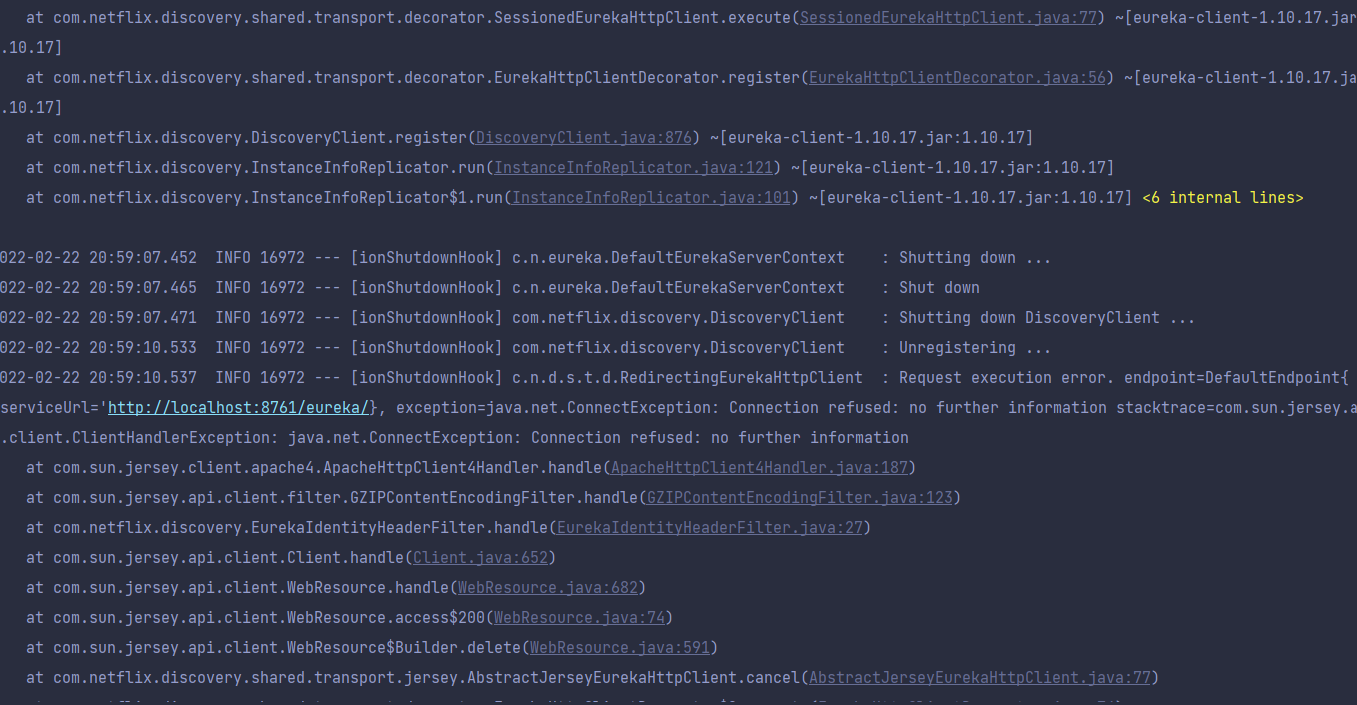 at com.netflix.discovery.shared.transport.decorator.SessionedEurekaHttpClient.execute(SessionedEurekaHttpClient.java:77) ~[eureka-client-1.10.17.jar
.10.17]
at com.netflix.discovery.shared.transport.decorator.EurekaHttpClientDecorator.register(EurekaHttpClientDecorator.java:56) ~[eureka-client-1.10.17.ja
.10.17]
at com.netflix.discovery.DiscoveryClient.register(DiscoveryClient.java:876) ~[eureka-client-1.10.17.jar:1.10.17]
at com.netflix.discovery.InstanceInfoReplicator.run(InstanceInfoReplicator.java:121) ~[eureka-client-1.10.17.jar:1.10.17]
at com.netflix.discovery.InstanceInfoReplicator$1.run(InstanceInfoReplicator.java:101) ~[eureka-client-1.10.17.jar:1.10.17] <6 internal lines>
022-02-22 20:59:07.452  INFO 16972 --- [ionShutdownHook] c.n.eureka.DefaultEurekaServerContext    : Shutting down ...
022-02-22 20:59:07.465  INFO 16972 --- [ionShutdownHook] c.n.eureka.DefaultEurekaServerContext    : Shut down
022-02-22 20:59:07.471  INFO 16972 --- [ionShutdownHook] com.netflix.discovery.DiscoveryClient    : Shutting down DiscoveryClient ...
022-02-22 20:59:10.533  INFO 16972 --- [ionShutdownHook] com.netflix.discovery.DiscoveryClient    : Unregistering ...
022-02-22 20:59:10.537  INFO 16972 --- [ionShutdownHook] c.n.d.s.t.d.RedirectingEurekaHttpClient  : Request execution error. endpoint=DefaultEndpoint{
serviceUrl='http://localhost:8761/eureka/}, exception=java.net.ConnectException: Connection refused: no further information stacktrace=com.sun.jersey.a
.client.ClientHandlerException: java.net.ConnectException: Connection refused: no further information
at com.sun.jersey.client.apache4.ApacheHttpClient4Handler.handle(ApacheHttpClient4Handler.java:187)
at com.sun.jersey.api.client.filter.GZIPContentEncodingFilter.handle(GZIPContentEncodingFilter.java:123)
at com.netflix.discovery.EurekaIdentityHeaderFilter.handle(EurekaIdentityHeaderFilter.java:27)
at com.sun.jersey.api.client.Client.handle(Client.java:652)
at com.sun.jersey.api.client.WebResource.handle(WebResource.java:682)
at com.sun.jersey.api.client.WebResource.access$200(WebResource.java:74)
at com.sun.jersey.api.client.WebResource$Builder.delete(WebResource.java:591)
at com.netflix.discovery.shared.transport.jersey.AbstractJerseyEurekaHttpClient.cancel(AbstractJerseyEurekaHttpClient.java:77)